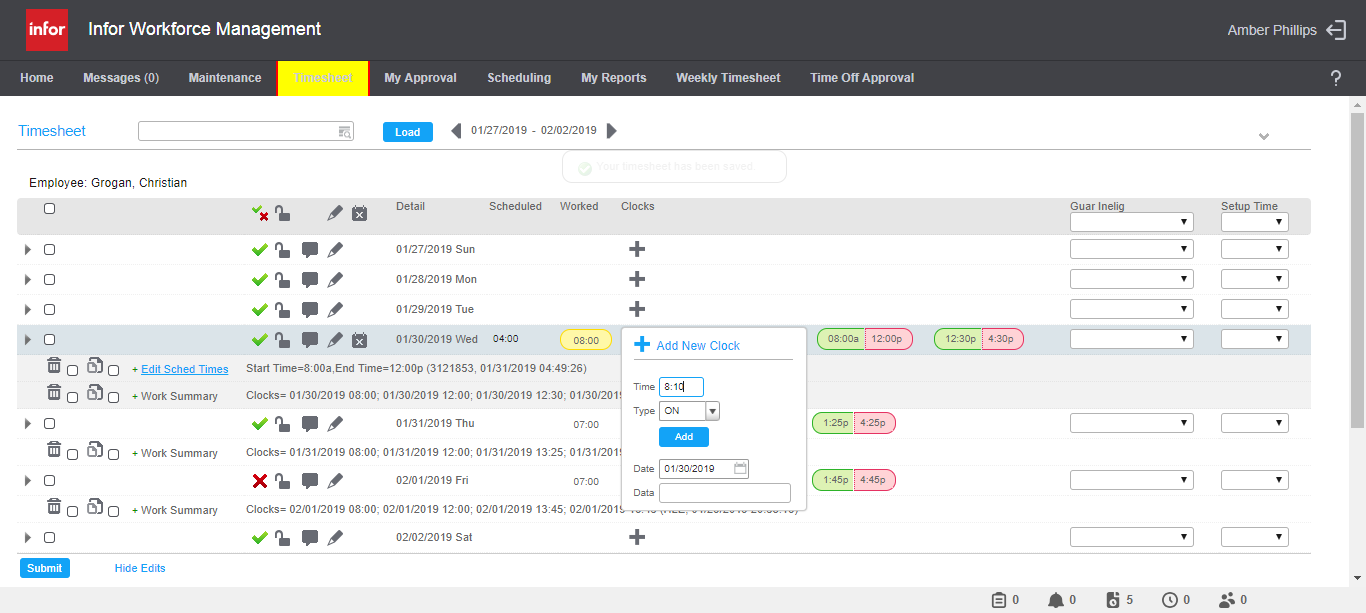 infor Infor Workforce Management Amber Phillips
Home Messages (0) Maintenance Timesheet My Approval Scheduling My Reports Weekly Timesheet Time Off Approval ?
Timesheet Load 01/27/2019 - 02/02/2019
Your timesheet has been saved
Employee: Grogan, Christian
Detail Scheduled Worked Clocks Guar Inelig Setup Time
01/27/2019 Sun
01/28/2019 Mon
01/29/2019 Tue
01/30/2019 Wed 04:00 08:00 08:00a 12:00p 12:30p 4:30p
+ Edit Sched Times Start Time=8:00a,End Time=12:00p (3121853, 01/31/2019 04:49:26)
+ Work Summary Clocks= 01/30/2019 08:00; 01/30/2019 12:00; 01/30/2019 12:30; 01/30/2019
01/31/2019 Thu 07:00 1:25p 4:25p
+ Work Summary Clocks= 01/31/2019 08:00; 01/31/2019 12:00; 01/31/2019 13:25; 01/31/2019
02/01/2019 Fri 07:00 1:45p 4:45p
+ Work Summary Clocks= 02/01/2019 08:00; 02/01/2019 12:00; 02/01/2019 13:45; 02/01/2019
02/02/2019 Sat
Add New Clock
Time 8:10
Type ON
Add
Date 01/30/2019
Data
Submit Hide Edits
0 0 5 0 0